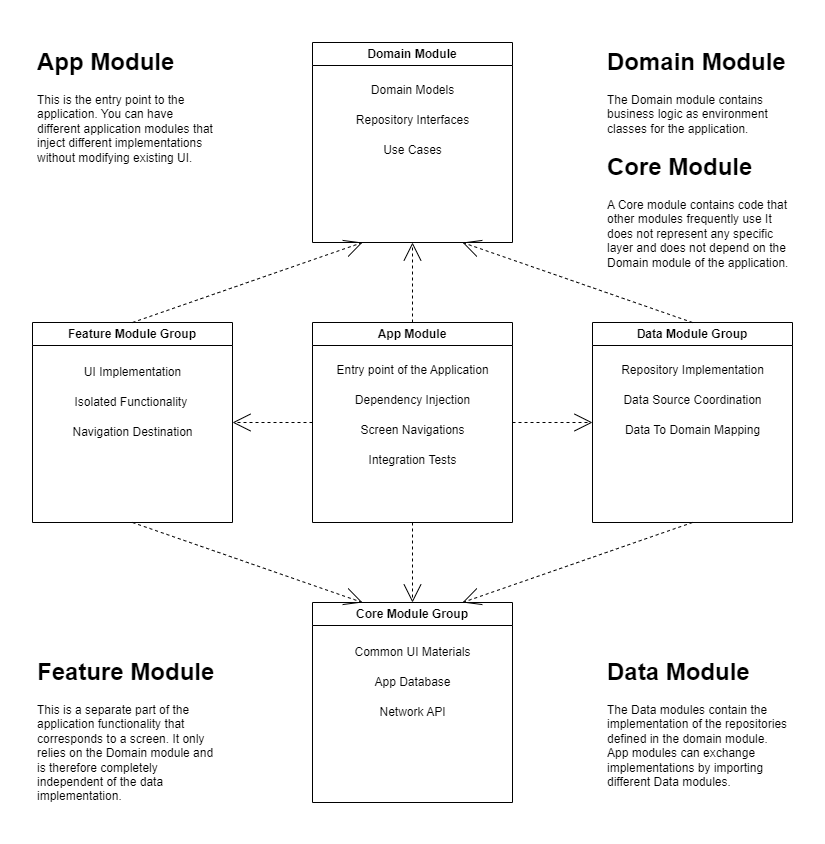 App Module
This is the entry point to the
application. You can have
different application modules that
inject different implementations
without modifying existing UI.
Domain Module
Domain Models
Repository Interfaces
Use Cases
Domain Module
The Domain module contains
business logic as environment
classes for the application.
Core Module
A Core module contains code that
other modules frequently use It
does not represent any specific
layer and does not depend on the
Domain module of the application.
Feature Module Group
UI Implementation
Isolated Functionality
Navigation Destination
App Module
Entry point of the Application
Dependency Injection
Screen Navigations
Integration Tests
Data Module Group
Repository Implementation
Data Source Coordination
Data To Domain Mapping
Core Module Group
Common UI Materials
App Database
Network API
Feature Module
This is a separate part of the
application functionality that
corresponds to a screen. It only
relies on the Domain module and
is therefore completely
independent of the data
implementation.
Data Module
The Data modules contain the
implementation of the repositories
defined in the domain module.
App modules can exchange
implementations by importing
different Data modules.